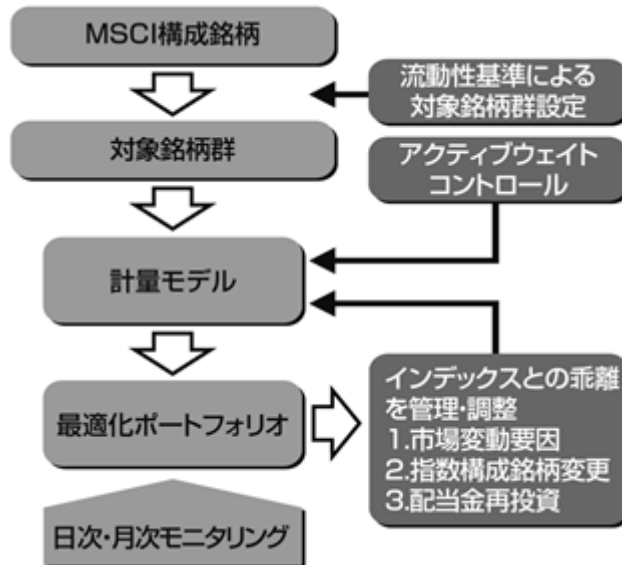 MSCI構成銘柄
流動性基準による
対象銘柄群設定
対象銘柄群
アクティブウェイト
コントロール
計量モデル
最適化ポートフォリオ
インデックスとの乖離
を管理・調整
1.市場変動要因
2.指数構成銘柄変更
3.配当金再投資
日次・月次モニタリング